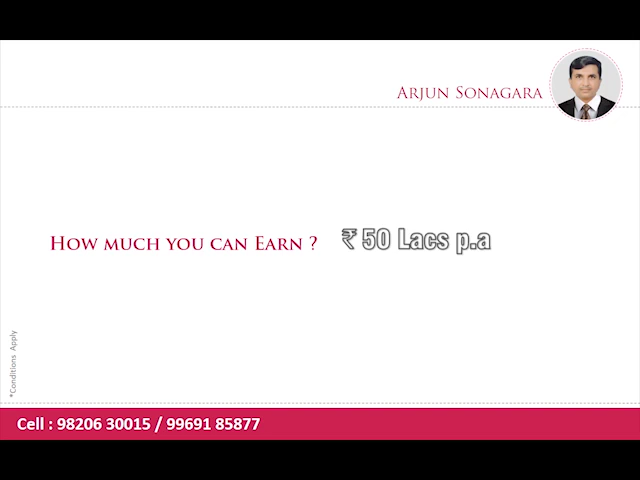 Arjun Sonagara
How much you can Earn ? ₹ 50 Lacs p.a
*Conditions Apply
Cell : 98206 30015 / 99691 85877